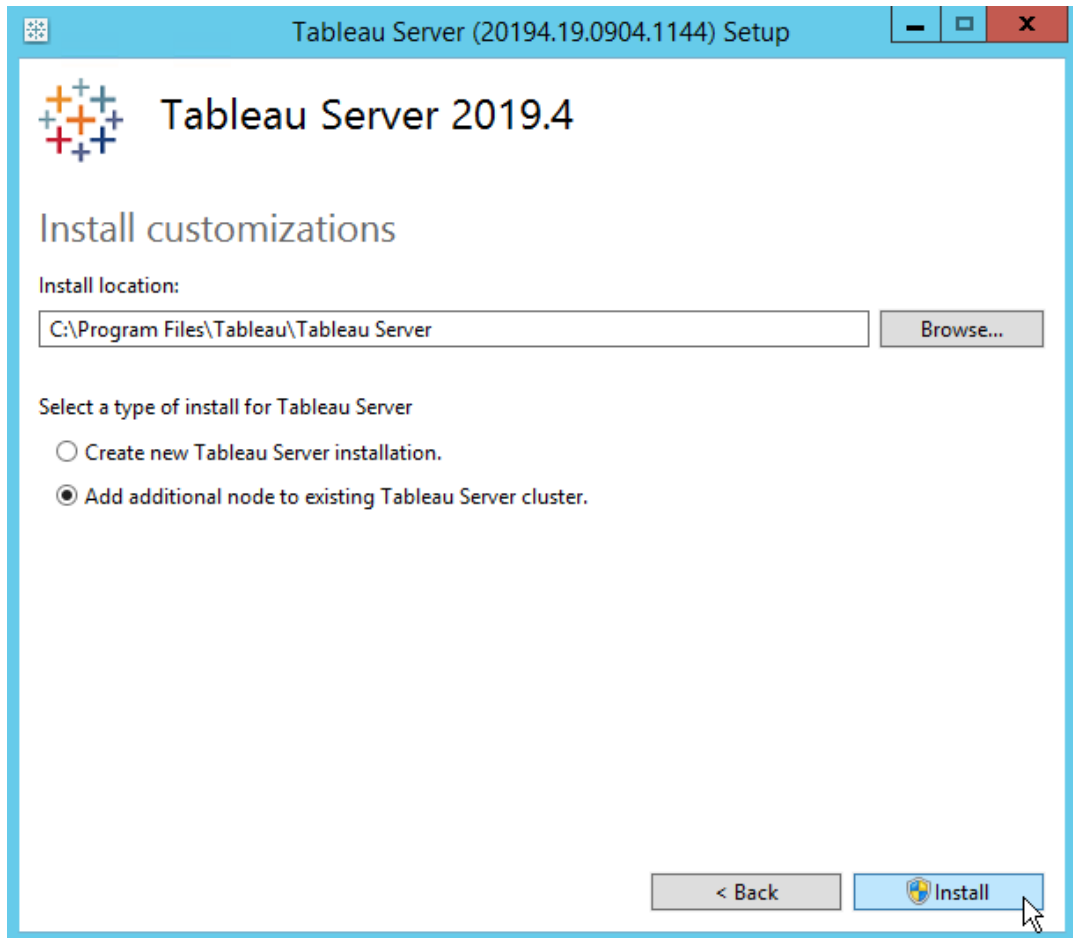 Tableau Server (20194.19.0904.1144) Setup
Tableau Server 2019.4
Install customizations
Install location:
C:\Program Files\Tableau\Tableau Server
Browse...
Select a type of install for Tableau Server
Create new Tableau Server installation.
Add additional node to existing Tableau Server cluster.
< Back
Install